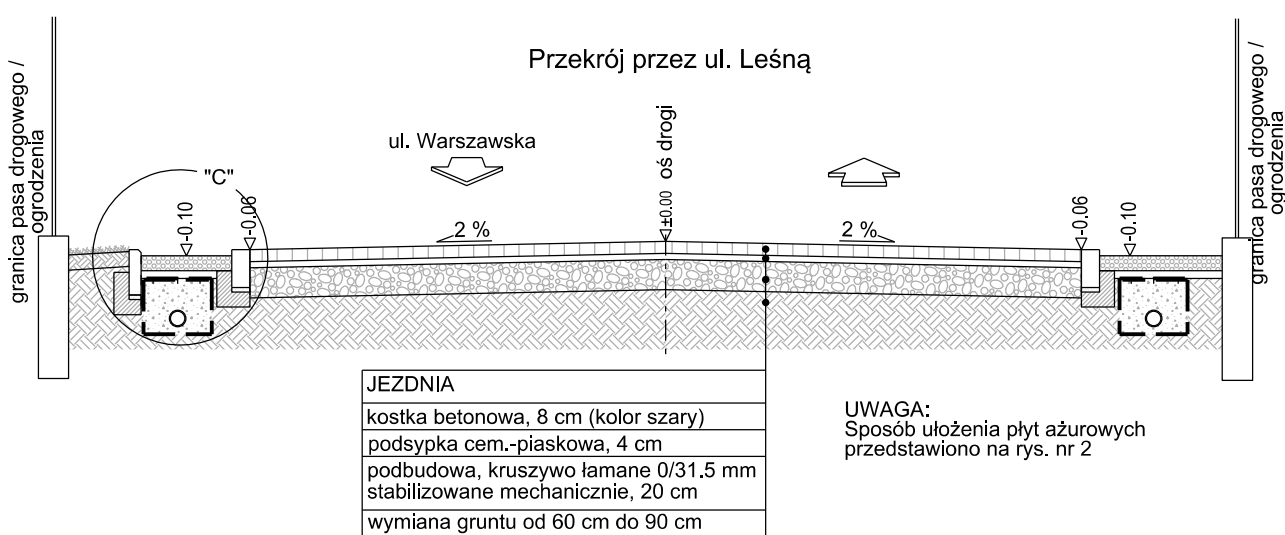 Przekrój przez ul. Leśną
granica pasa drogowego /
ogrodzenia
ul. Warszawska
"C"
-0.10
-0.06
2 %
±0.00 oś drogi
2 %
-0.06
-0.10
granica pasa drogowego /
ogrodzenia
JEZDNIA
kostka betonowa, 8 cm (kolor szary)
podsypka cem.-piaskowa, 4 cm
podbudowa, kruszywo łamane 0/31.5 mm
stabilizowane mechanicznie, 20 cm
wymiana gruntu od 60 cm do 90 cm
UWAGA:
Sposób ułożenia płyt ażurowych
przedstawiono na rys. nr 2